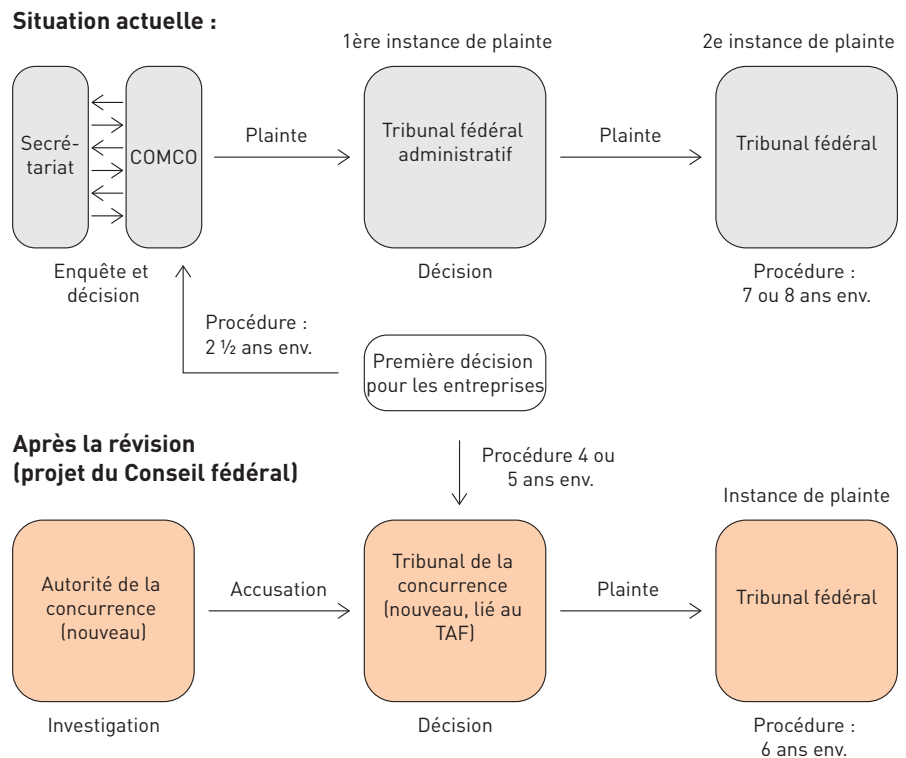 Situation actuelle :
1ère instance de plainte
2e instance de plainte
Secré-
tariat
COMCO
Plainte
Tribunal fédéral
administratif
Plainte
Tribunal fédéral
Enquête et
décision
Décision
Procédure :
7 ou 8 ans env.
Procédure :
2 ½ ans env.
Première décision
pour les entreprises
Après la révision
(projet du Conseil fédéral)
Procédure 4 ou
5 ans env.
Instance de plainte
Autorité de la
concurrence
(nouveau)
Accusation
Tribunal de la
concurrence
(nouveau, lié au
TAF)
Plainte
Tribunal fédéral
Investigation
Décision
Procédure :
6 ans env.